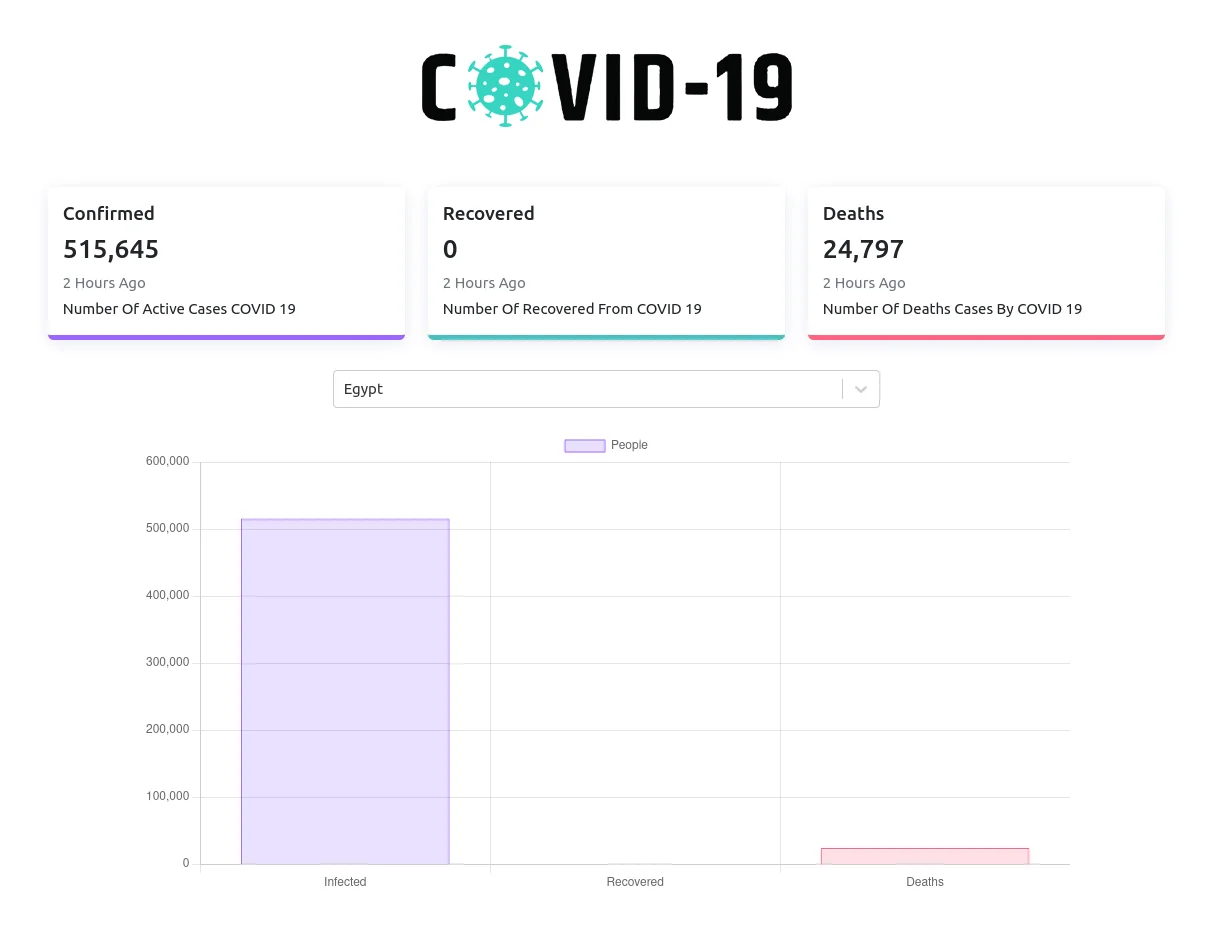 COVID-19
Confirmed
515,645
2 Hours Ago
Number Of Active Cases COVID 19
Recovered
0
2 Hours Ago
Number Of Recovered From COVID 19
Deaths
24,797
2 Hours Ago
Number Of Deaths Cases By COVID 19
Egypt
People
600,000
500,000
400,000
300,000
200,000
100,000
0
Infected
Recovered
Deaths